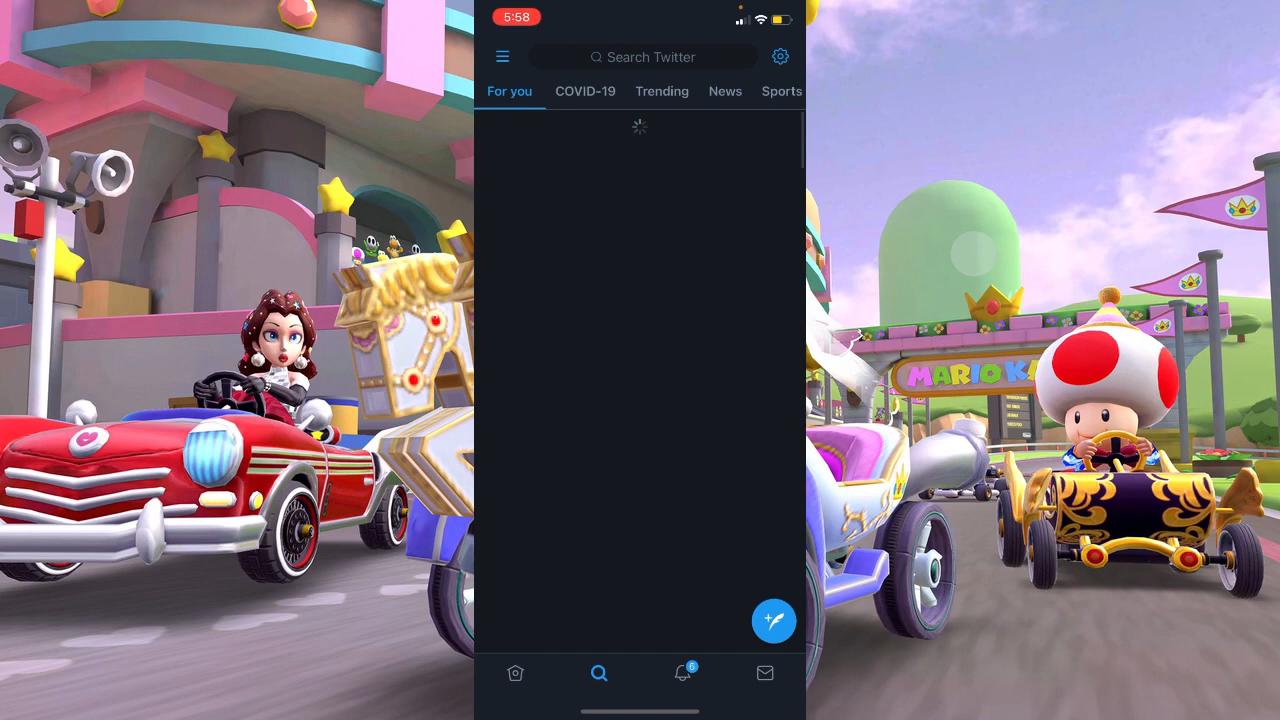 5:58
Search Twitter
For you COVID-19 Trending News Sports
MARIO K
6